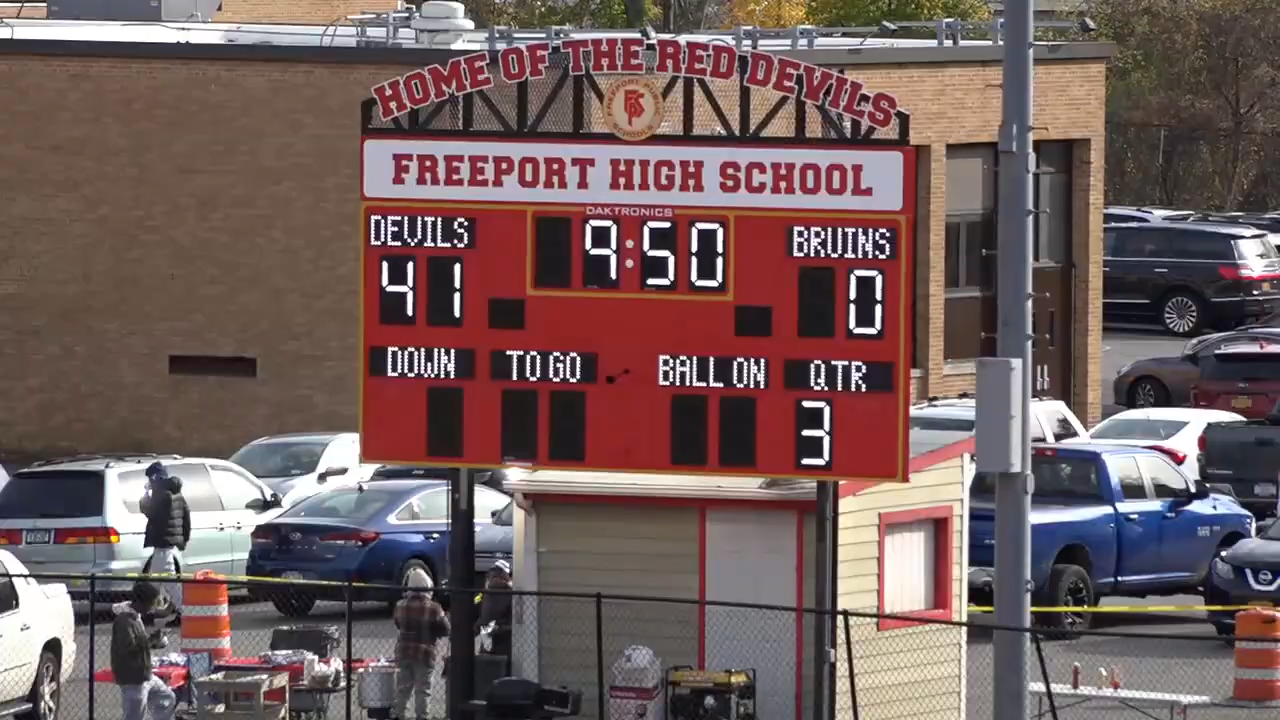 HOME OF THE RED DEVILS
FREEPORT HIGH SCHOOL
DAKTRONICS
DEVILS 9:50 BRUINS
41 0
DOWN TO GO BALL ON QTR
3